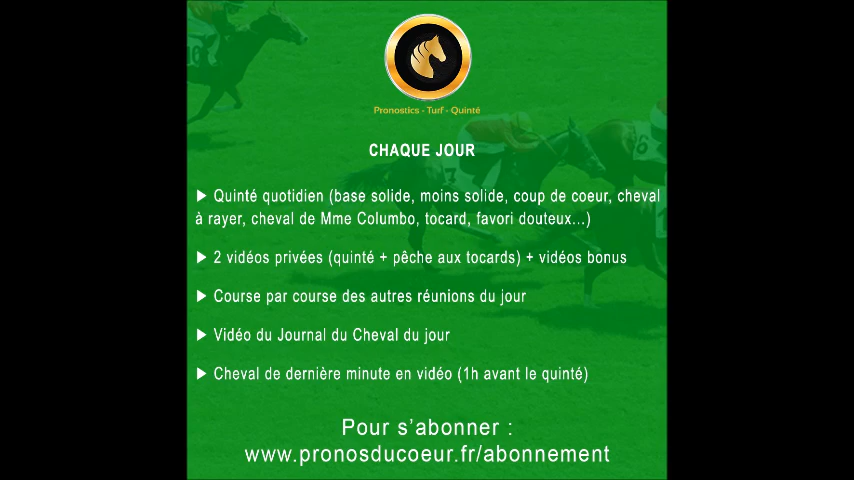 Pronostics - Turf - Quinté
CHAQUE JOUR
▶ Quinté quotidien (base solide, moins solide, coup de coeur, cheval
à rayer, cheval de Mme Columbo, tocard, favori douteux...)
▶ 2 vidéos privées (quinté + pêche aux tocards) + vidéos bonus
▶ Course par course des autres réunions du jour
▶ Vidéo du Journal du Cheval du jour
▶ Cheval de dernière minute en vidéo (1h avant le quinté)
Pour s’abonner :
www.pronosducoeur.fr/abonnement